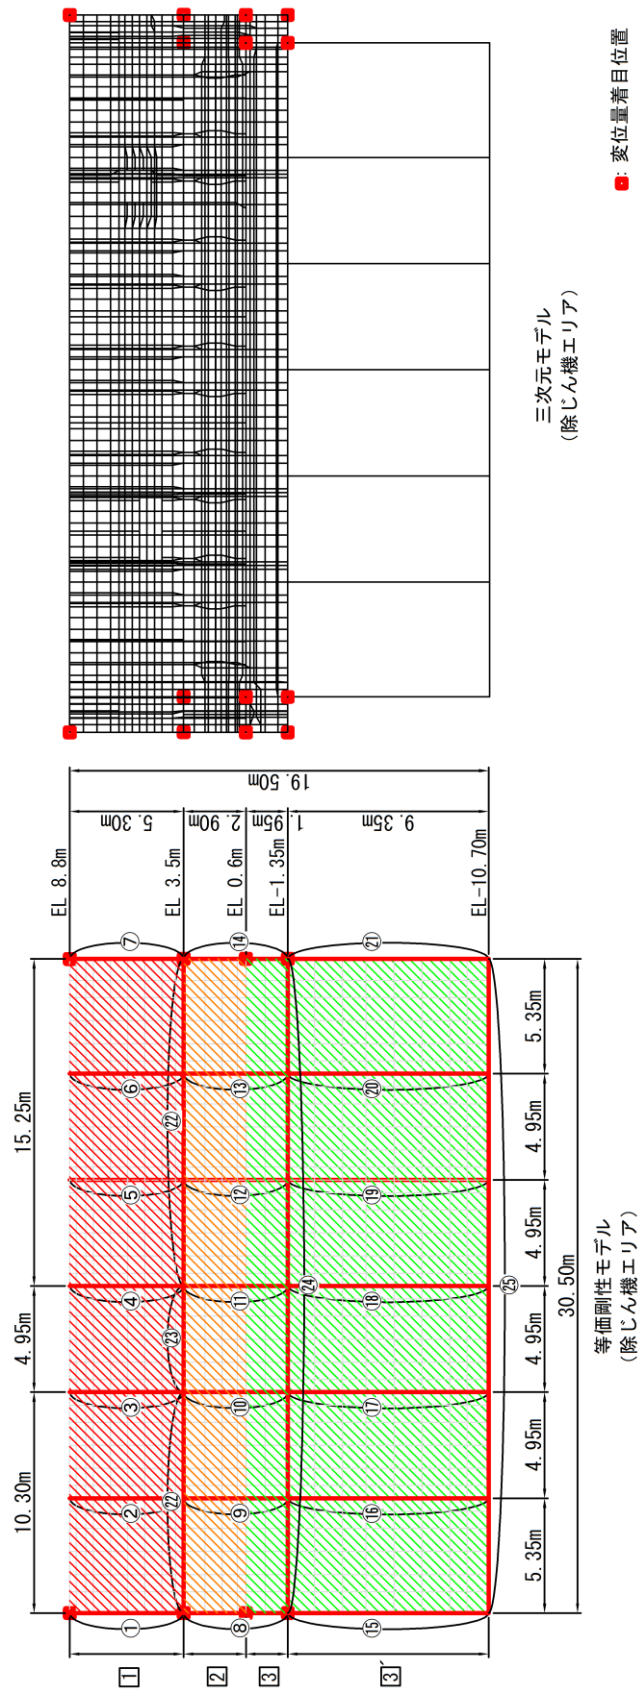 ■: 変位量着目位置
三次元モデル
(除じん機エリア)
19.50m
5.30m
2.90m
1.95m
9.35m
EL 8.8m
EL 3.5m
EL 0.6m
EL-1.35m
EL-10.70m
10.30m
4.95m
15.25m
① ② ③ ④ ⑤ ⑥ ⑦
㉒ ㉓ ㉒
⑧ ⑨ ⑩ ⑪ ⑫ ⑬ ⑭
㉔
⑮ ⑯ ⑰ ⑱ ⑲ ⑳ ㉑
㉕
1
2
3
3´
5.35m
4.95m
4.95m
4.95m
4.95m
5.35m
30.50m
等価剛性モデル
(除じん機エリア)